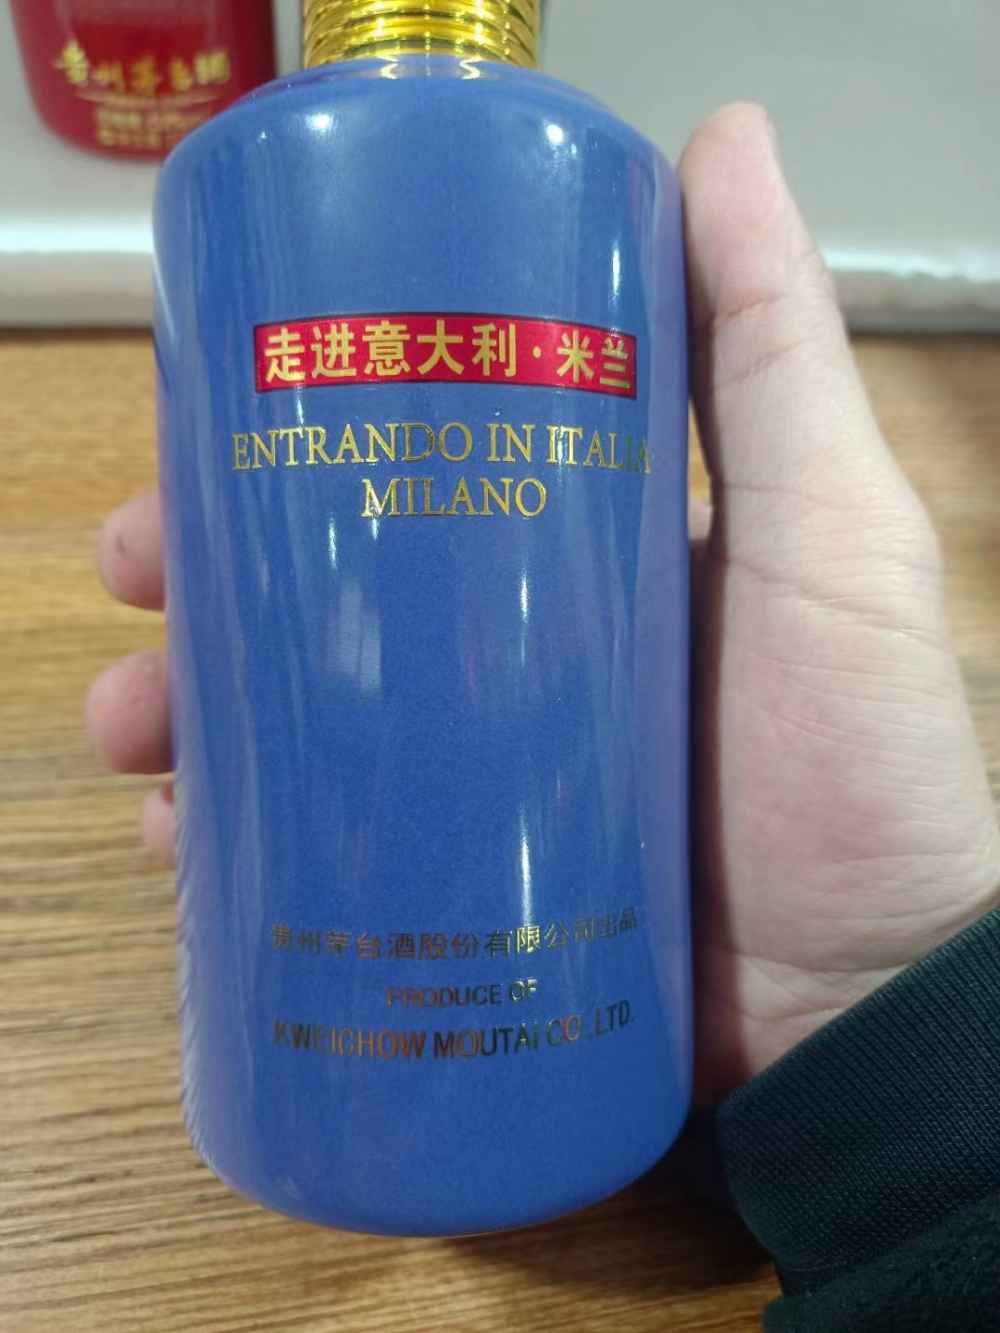 贵州茅台酒
走进意大利·米兰
ENTRANDO IN ITALIA
MILANO
贵州茅台酒股份有限公司出品
PRODUCE OF
KWEICHOW MOUTAI CO.,LTD.